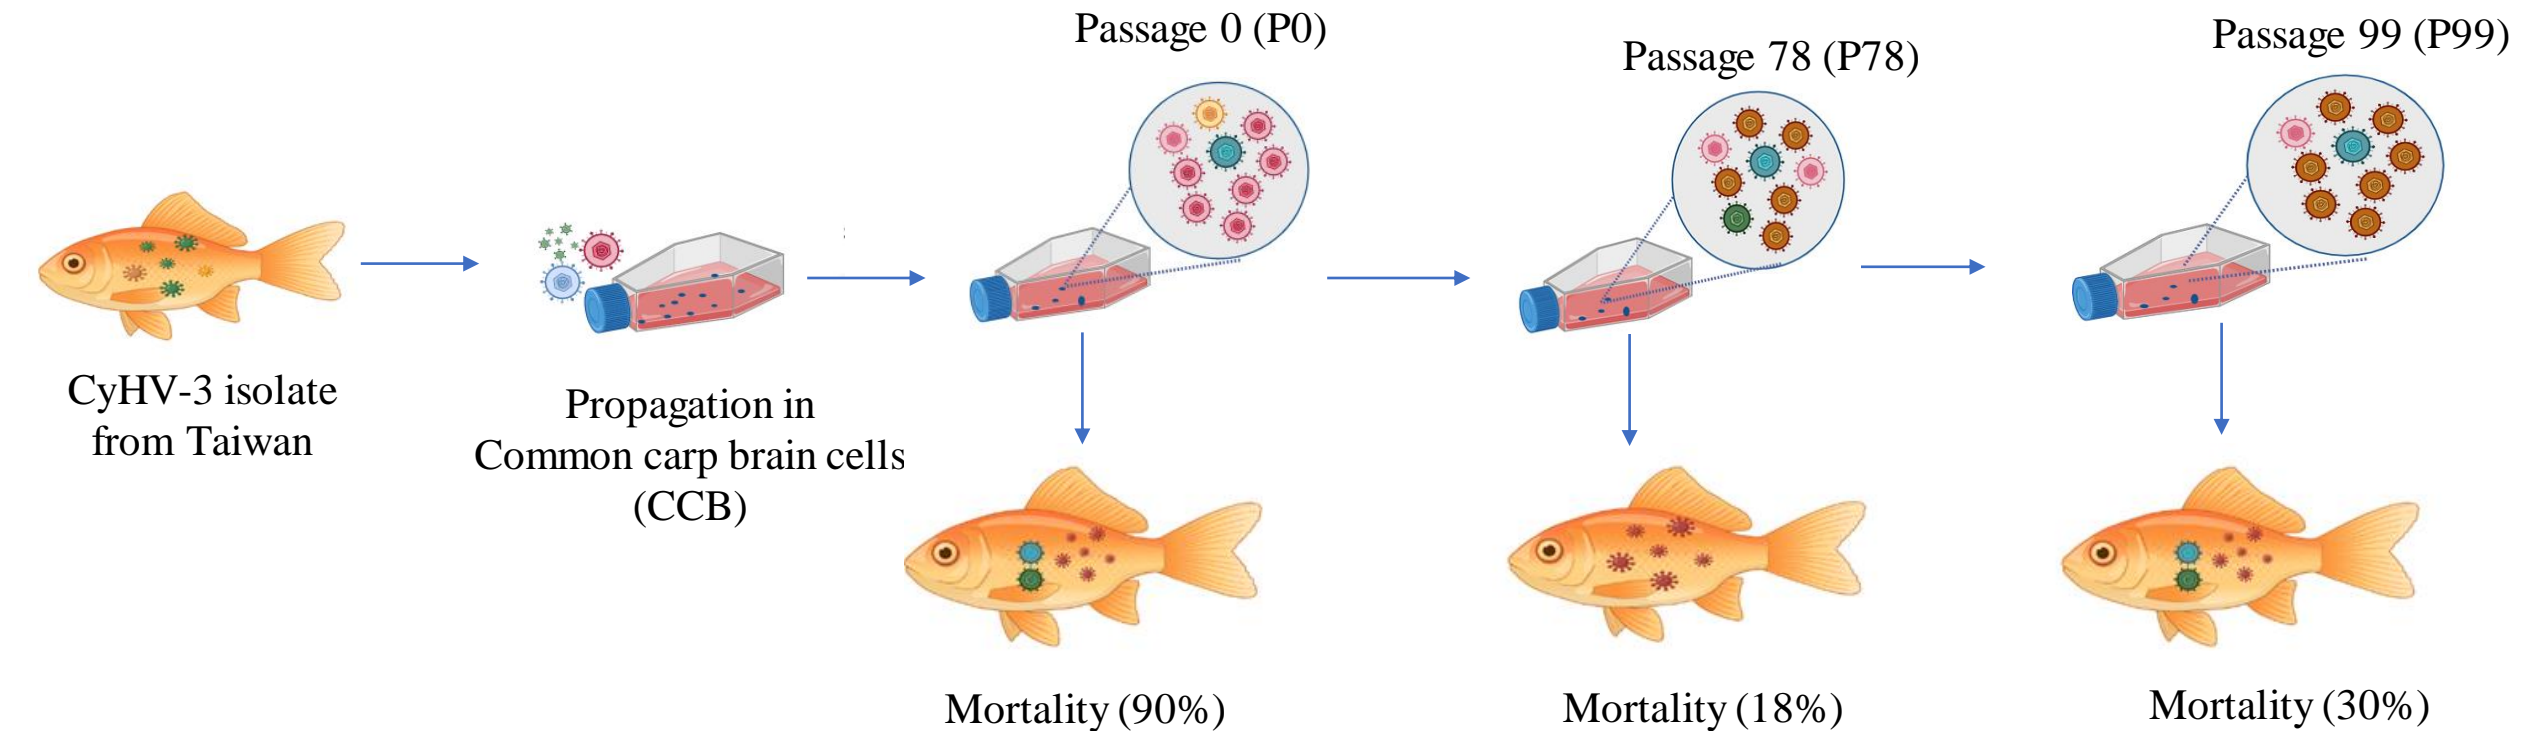 Passage 0 (P0)
Passage 78 (P78)
Passage 99 (P99)
CyHV-3 isolate
from Taiwan
Propagation in
Common carp brain cells
(CCB)
Mortality (90%)
Mortality (18%)
Mortality (30%)